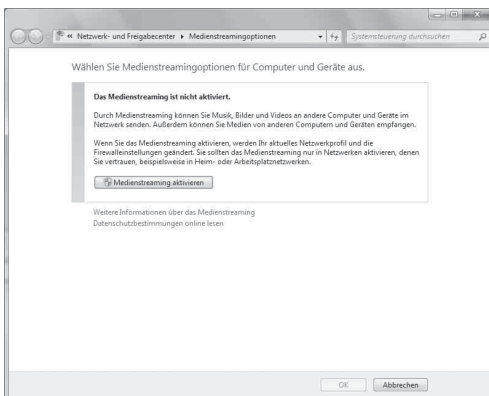 « Netzwerk- und Freigabecenter ▸ Medienstreamingoptionen
Systemsteuerung durchsuchen
Wählen Sie Medienstreamingoptionen für Computer und Geräte aus.
Das Medienstreaming ist nicht aktiviert.
Durch Medienstreaming können Sie Musik, Bilder und Videos an andere Computer und Geräte im
Netzwerk senden. Außerdem können Sie Medien von anderen Computern und Geräten empfangen.
Wenn Sie das Medienstreaming aktivieren, werden Ihr aktuelles Netzwerkprofil und die
Firewalleinstellungen geändert. Sie sollten das Medienstreaming nur in Netzwerken aktivieren, denen
Sie vertrauen, beispielsweise in Heim- oder Arbeitsplatznetzwerken.
Medienstreaming aktivieren
Weitere Informationen über das Medienstreaming
Datenschutzbestimmungen online lesen
OK
Abbrechen